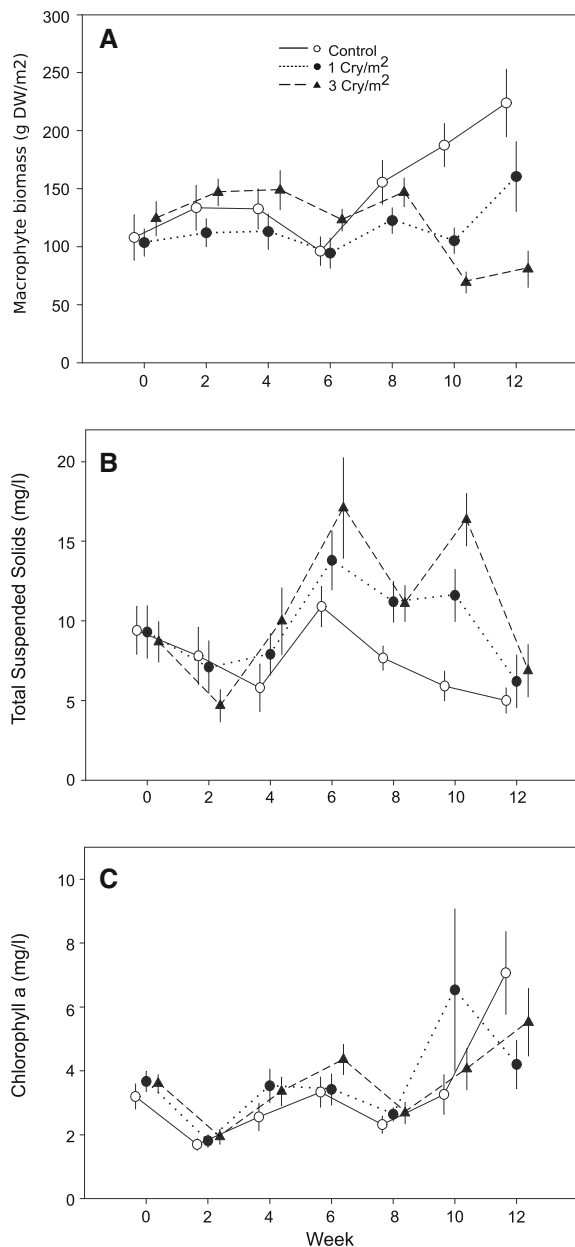 A
Control
1 Cry/m2
3 Cry/m2
Macrophyte biomass (g DW/m2)
300
250
200
150
100
50
0
0 2 4 6 8 10 12
B
Total Suspended Solids (mg/l)
20
15
10
5
0
0 2 4 6 8 10 12
C
Chlorophyll a (mg/l)
10
8
6
4
2
0
0 2 4 6 8 10 12
Week